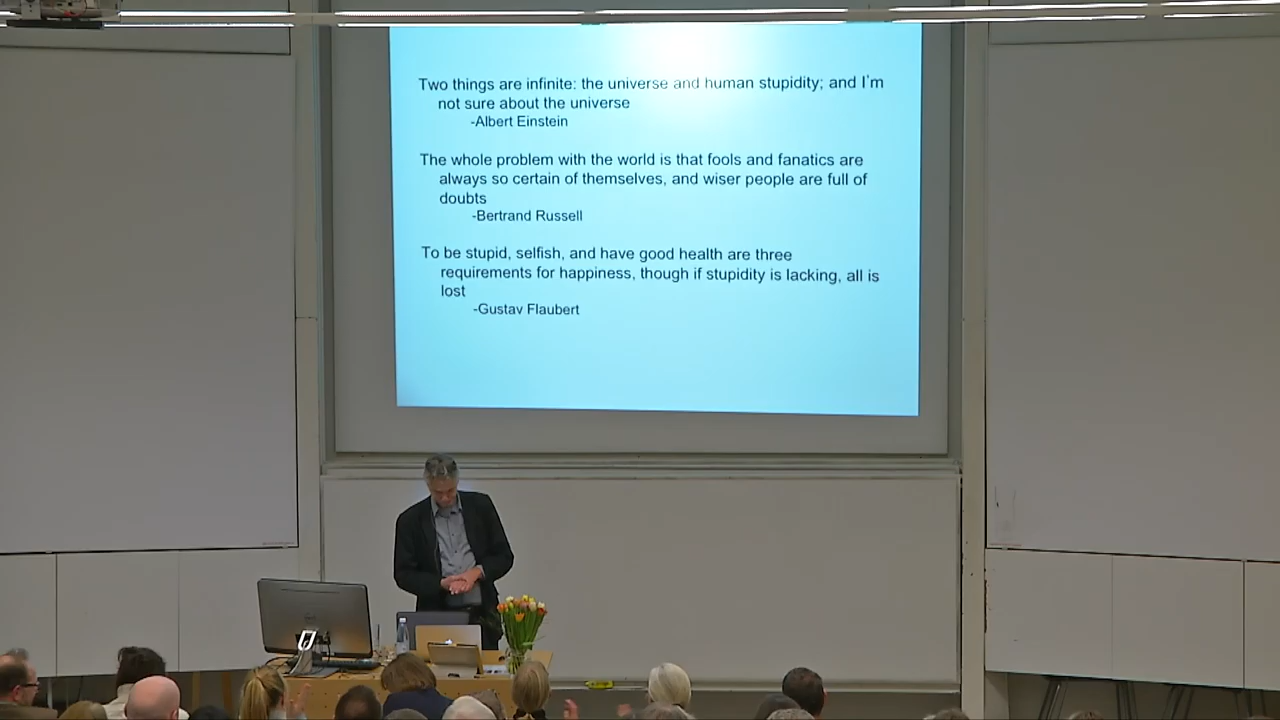 Two things are infinite: the universe and human stupidity; and I'm
not sure about the universe
-Albert Einstein
The whole problem with the world is that fools and fanatics are
always so certain of themselves, and wiser people are full of
doubts
-Bertrand Russell
To be stupid, selfish, and have good health are three
requirements for happiness, though if stupidity is lacking, all is
lost
-Gustav Flaubert